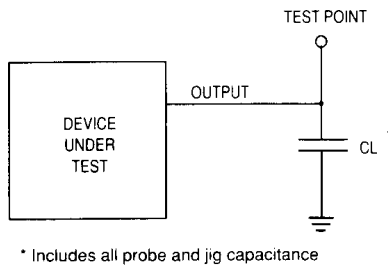 TEST POINT
OUTPUT
DEVICE
UNDER
TEST
CL
* Includes all probe and jig capacitance